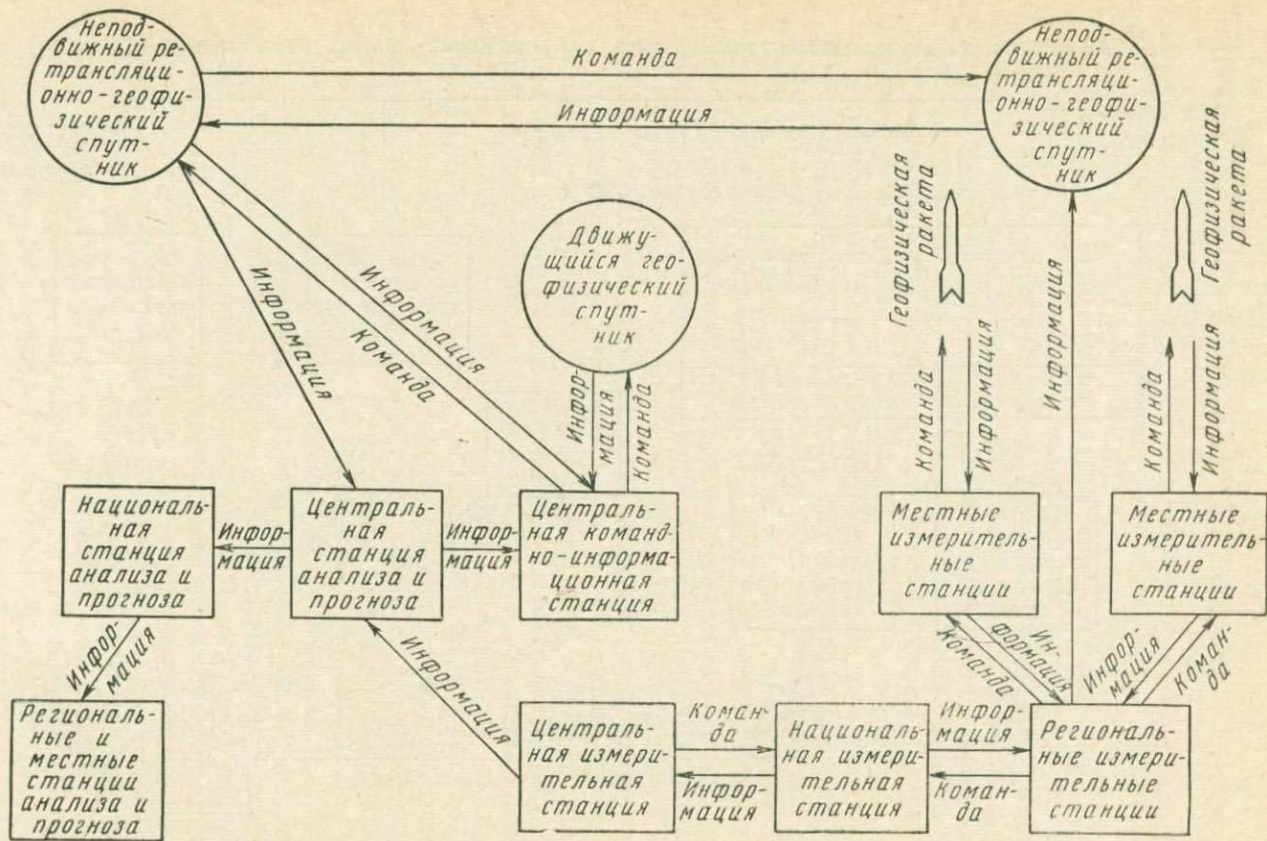 Неподвижный ре-
трансляци-
онно-геофи-
зический
спут-
ник
Команда
Информация
Непод-
вижный ре-
трансляци-
онно-геофи-
зический
спут-
ник
Геофизическая
ракета
Геофизическая
ракета
Движу-
щийся гео-
физический
спут-
ник
Информация
Информация
Команда
Инфор-
мация
Команда
Команда
Информация
Информация
Команда
Информация
Националь-
ная
станция
анализа и
прогноза
Инфор-
мация
Централь-
ная
станция
анализа и
прогноза
Инфор-
мация
Центральная команд-
но-информа-
ционная
станция
Местные
измеритель-
ные
станции
Местные
измеритель-
ные
станции
Инфор-
мация
Информация
Команда
Ин-
формация
Инфор-
мация
Коман-
да
Региональ-
ные и
местные
станции
анализа и
прогноза
Централь-
ная измери-
тельная
станция
Коман-
да
Инфор-
мация
Националь-
ная измери-
тельная
станция
Инфор-
мация
Коман-
да
Региональ-
ные измери-
тельные
станции